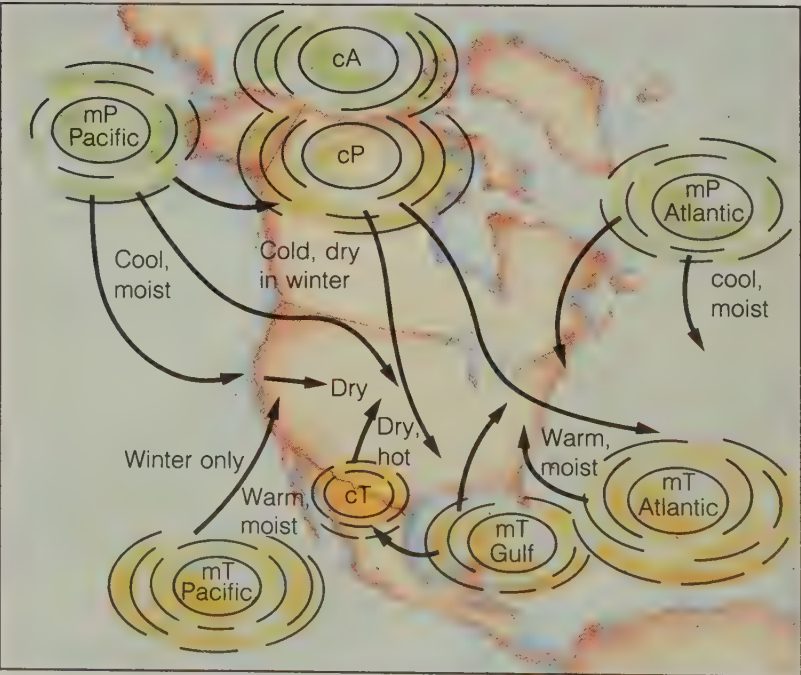 cA
mP
Pacific
cP
mP
Atlantic
Cool,
moist
Cold, dry
in winter
cool,
moist
Dry
Dry,
hot
Winter only
Warm,
moist
cT
Warm,
moist
mT
Atlantic
mT
Gulf
mT
Pacific